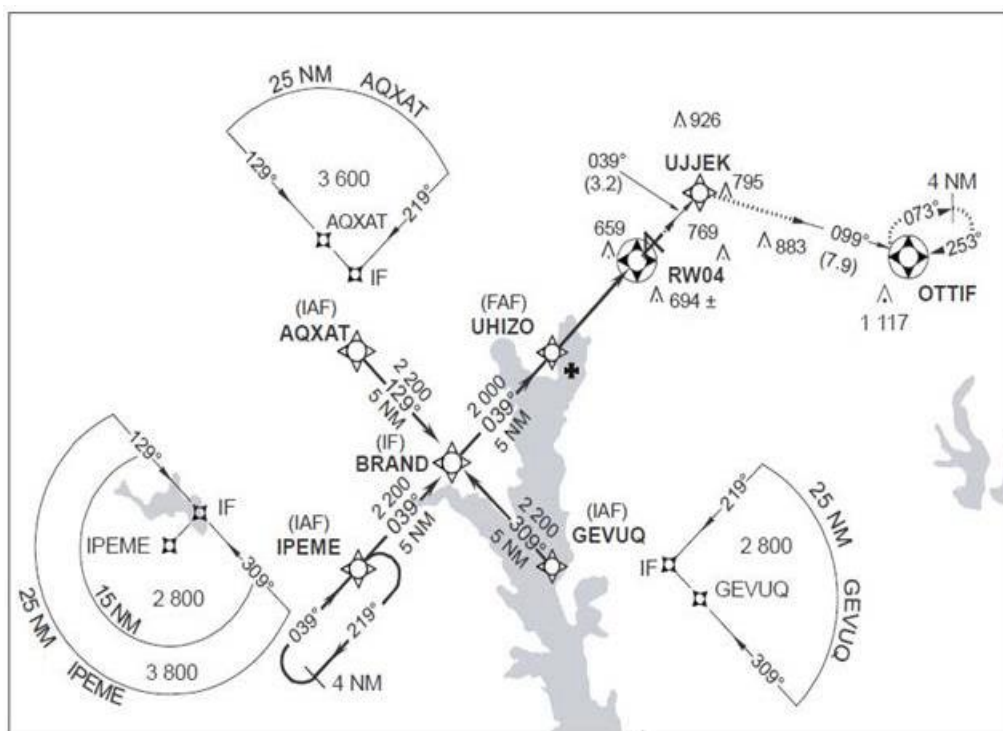 25 NM AQXAT
129°
219°
3 600
AQXAT
IF
926
UJJEK
039°
(3.2)
795
659
769
883
RW04
694 ±
099°
(7.9)
4 NM
073°
253°
OTTIF
1 117
(IAF)
AQXAT
2 200
129°
5 NM
(FAF)
UHIZO
2 000
039°
5 NM
(IF)
BRAND
2 200
039°
5 NM
2 200
309°
5 NM
(IAF)
GEVUQ
(IAF)
IPEME
039°
219°
4 NM
129°
IF
IPEME
309°
2 800
15 NM
3 800
25 NM IPEME
219°
25 NM GEVUQ
2 800
IF
GEVUQ
309°